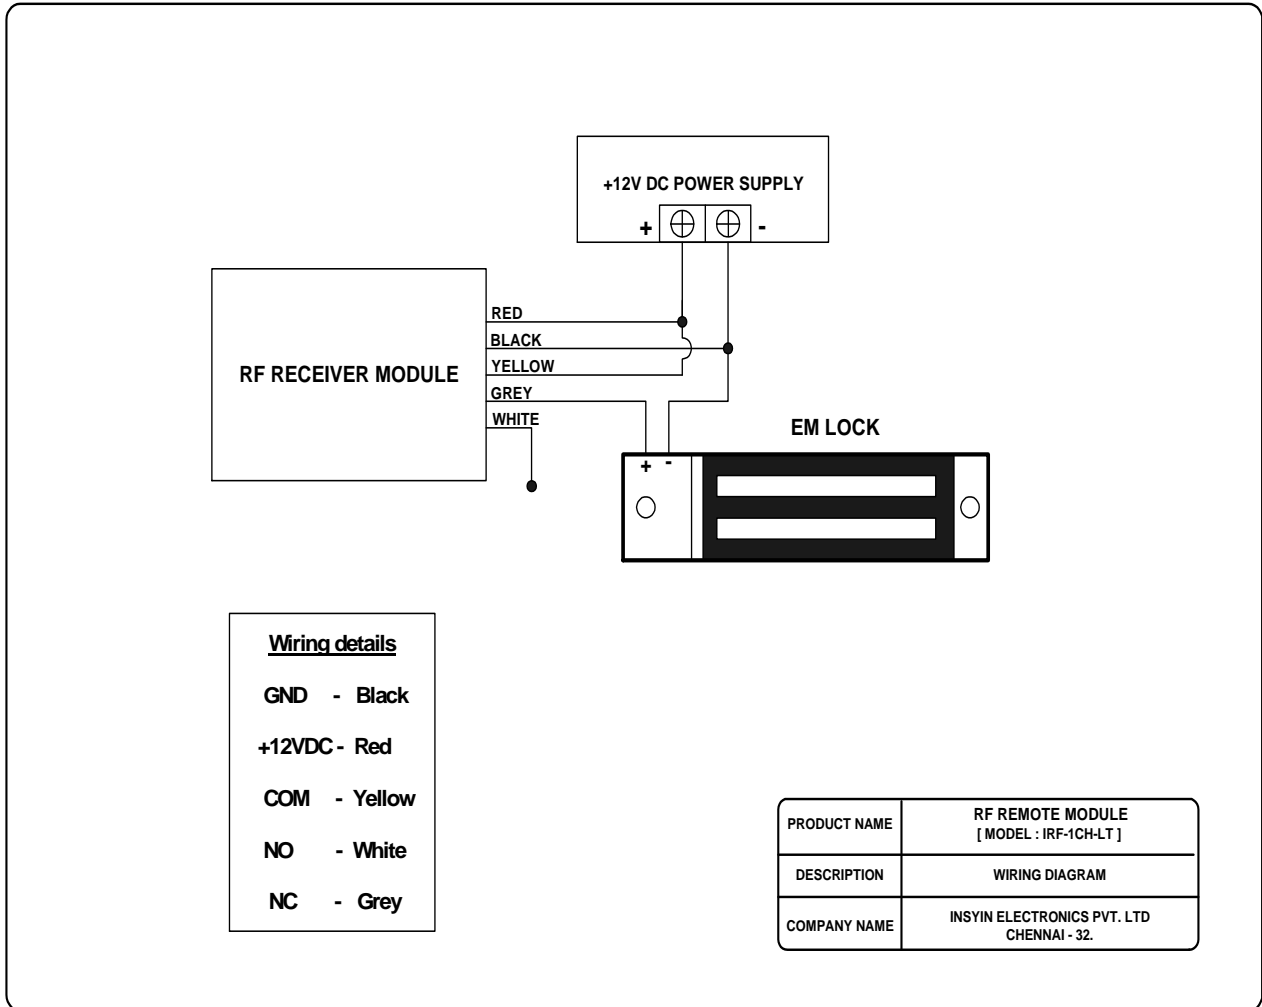 +12V DC POWER SUPPLY
+ -
RED
BLACK
YELLOW
GREY
WHITE
RF RECEIVER MODULE
EM LOCK
+ -
Wiring details
GND - Black
+12VDC - Red
COM - Yellow
NO - White
NC - Grey
PRODUCT NAME
RF REMOTE MODULE
[ MODEL : IRF-1CH-LT ]
DESCRIPTION
WIRING DIAGRAM
COMPANY NAME
INSYIN ELECTRONICS PVT. LTD
CHENNAI - 32.